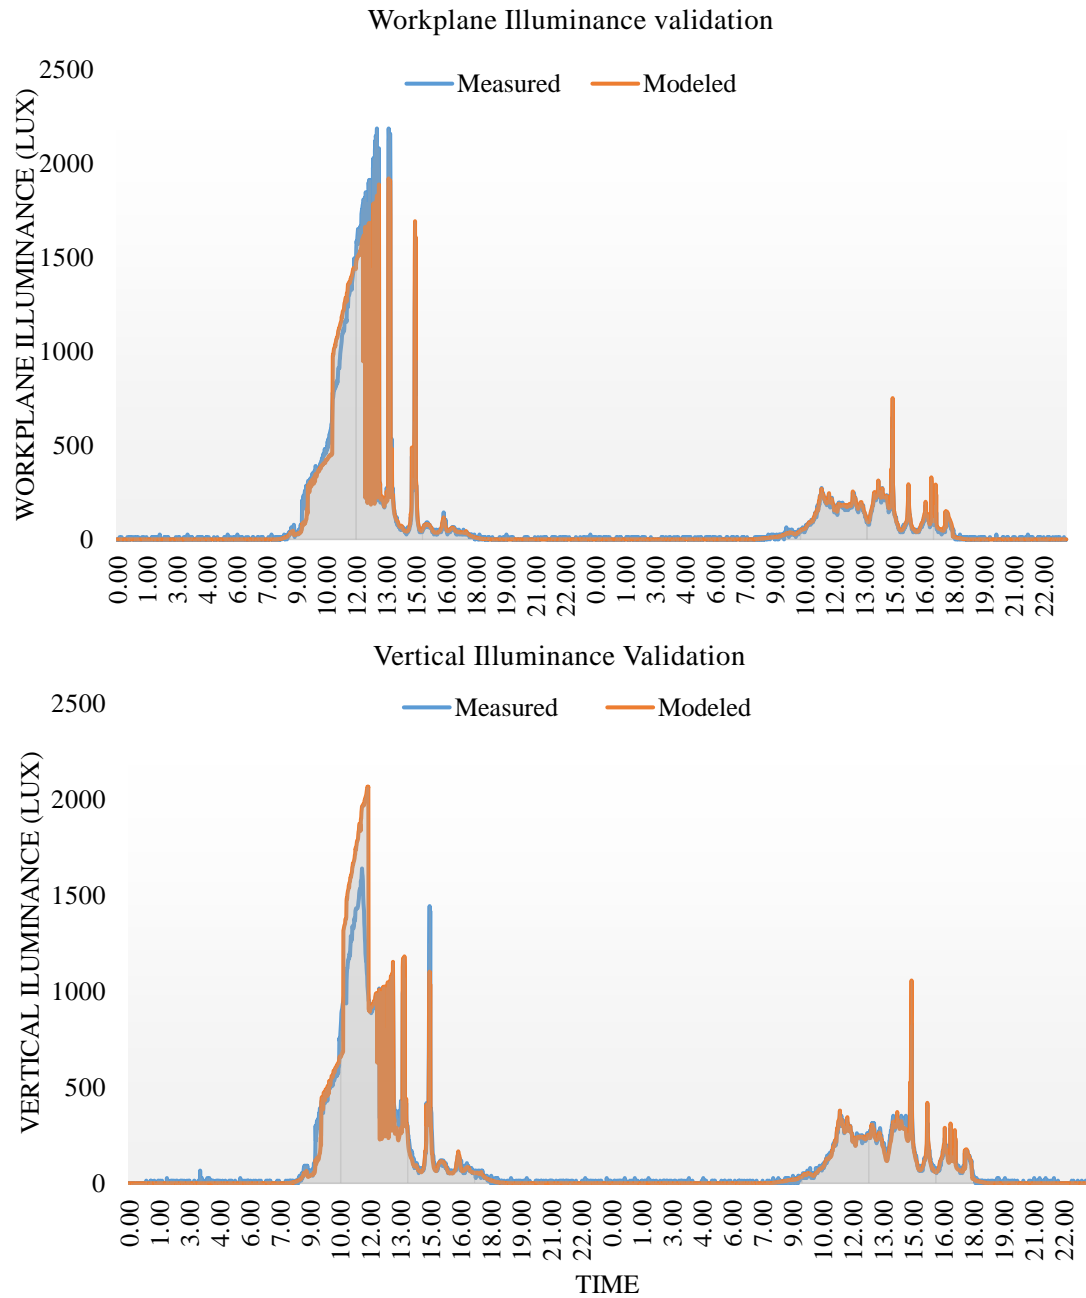 Workplane Illuminance validation
Measured Modeled
WORKPLANE ILLUMINANCE (LUX)
2500
2000
1500
1000
500
0
0.00 1.00 3.00 4.00 6.00 7.00 9.00 10.00 12.00 13.00 15.00 16.00 18.00 19.00 21.00 22.00 0.00 1.00 3.00 4.00 6.00 7.00 9.00 10.00 12.00 13.00 15.00 16.00 18.00 19.00 21.00 22.00
Vertical Illuminance Validation
Measured Modeled
VERTICAL ILUMINANCE (LUX)
2500
2000
1500
1000
500
0
0.00 1.00 3.00 4.00 6.00 7.00 9.00 10.00 12.00 13.00 15.00 16.00 18.00 19.00 21.00 22.00 0.00 1.00 3.00 4.00 6.00 7.00 9.00 10.00 12.00 13.00 15.00 16.00 18.00 19.00 21.00 22.00
TIME